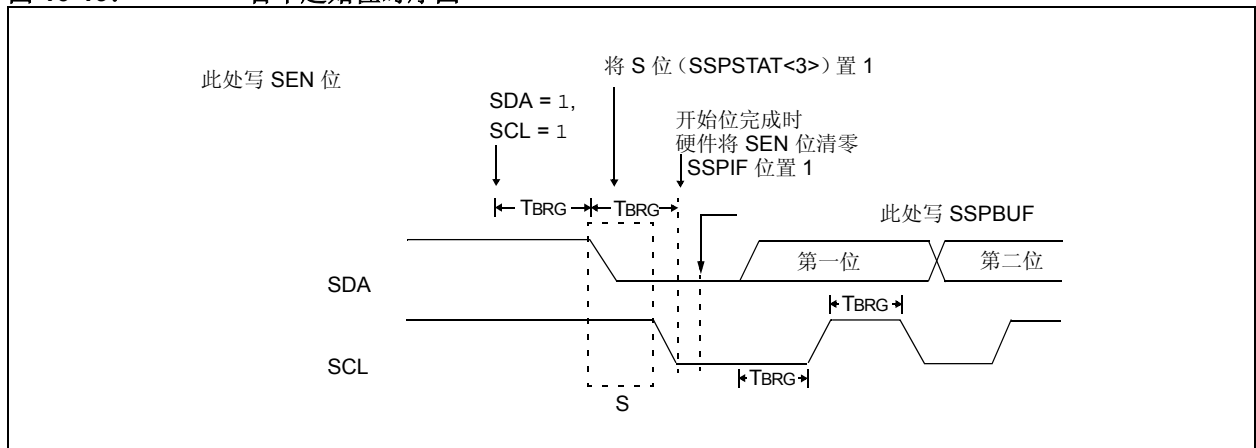 此处写 SEN 位
将 S 位（SSPSTAT<3>）置 1
SDA = 1,
SCL = 1
开始位完成时
硬件将 SEN 位清零
SSPIF 位置 1
TBRG
TBRG
此处写 SSPBUF
第一位
第二位
SDA
TBRG
SCL
TBRG
S